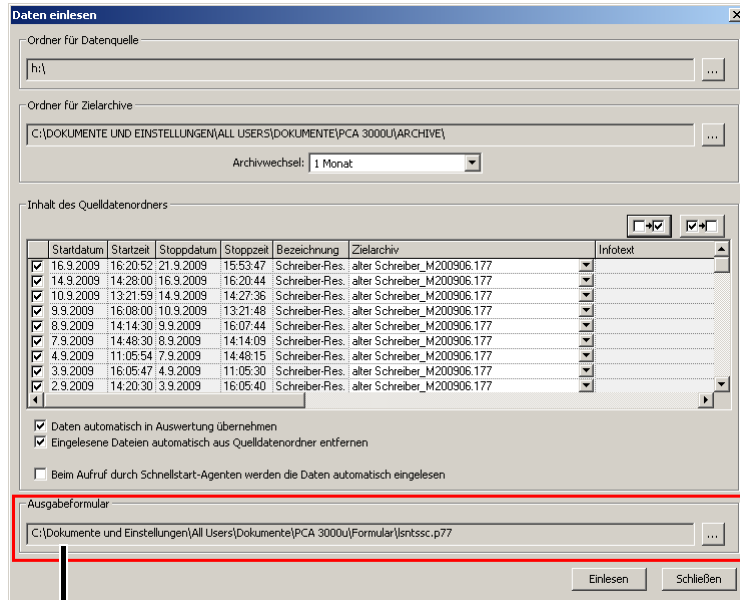 Daten einlesen
Ordner für Datenquelle
h:\
...
Ordner für Zielarchive
C:\DOKUMENTE UND EINSTELLUNGEN\ALL USERS\DOKUMENTE\PCA 3000U\ARCHIVE\
...
Archivwechsel: 1 Monat
Inhalt des Quelldatenordners
Startdatum Startzeit Stoppdatum Stoppzeit Bezeichnung Zielarchiv Infotext
16.9.2009 16:20:52 21.9.2009 15:53:47 Schreiber-Res. alter Schreiber_M200906.177
14.9.2009 14:28:00 16.9.2009 16:20:44 Schreiber-Res. alter Schreiber_M200906.177
10.9.2009 13:21:59 14.9.2009 14:27:36 Schreiber-Res. alter Schreiber_M200906.177
9.9.2009 16:08:00 10.9.2009 13:21:48 Schreiber-Res. alter Schreiber_M200906.177
8.9.2009 14:14:30 9.9.2009 16:07:44 Schreiber-Res. alter Schreiber_M200906.177
7.9.2009 14:48:30 8.9.2009 14:14:09 Schreiber-Res. alter Schreiber_M200906.177
4.9.2009 11:05:54 7.9.2009 14:48:15 Schreiber-Res. alter Schreiber_M200906.177
3.9.2009 16:05:47 4.9.2009 11:05:30 Schreiber-Res. alter Schreiber_M200906.177
2.9.2009 14:20:30 3.9.2009 16:05:40 Schreiber-Res. alter Schreiber_M200906.177
Daten automatisch in Auswertung übernehmen
Eingelesene Dateien automatisch aus Quelldatenordner entfernen
Beim Aufruf durch Schnellstart-Agenten werden die Daten automatisch eingelesen
Ausgabeformular
C:\Dokumente und Einstellungen\All Users\Dokumente\PCA 3000u\Formular\lsntssc.p77
...
Einlesen Schließen